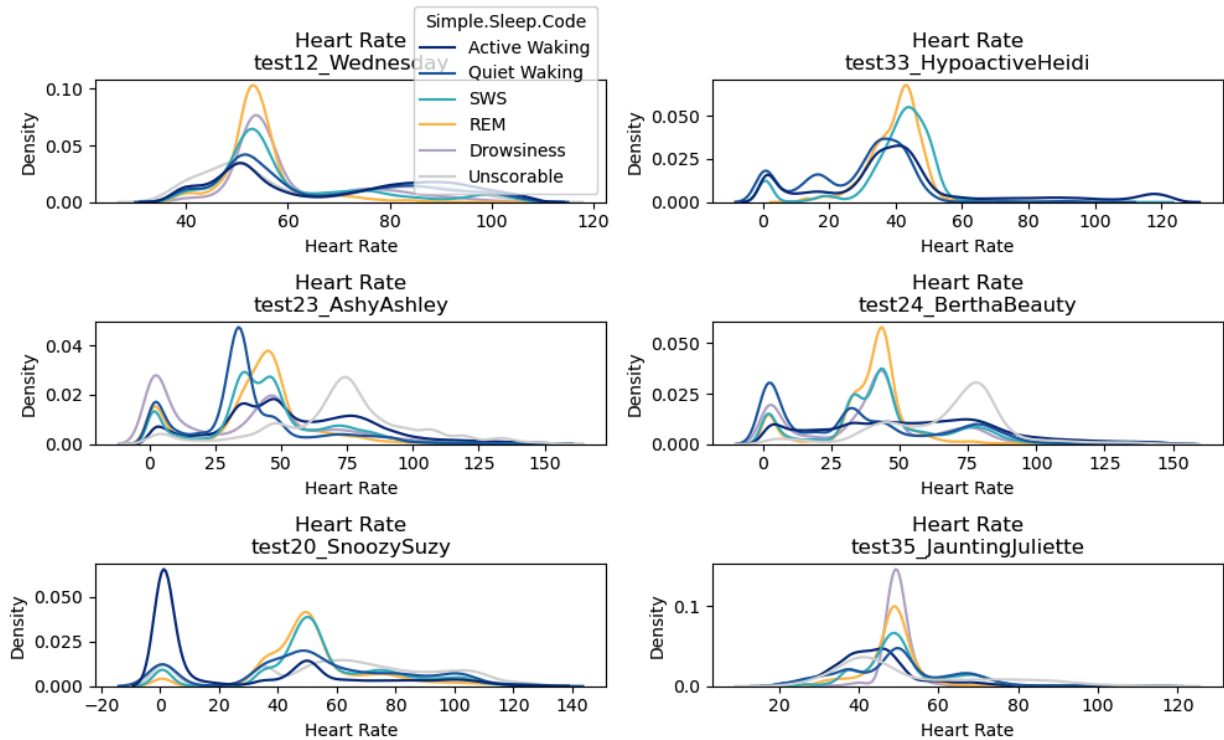 Heart Rate
test12_Wednesday
Density
0.10
0.05
0.00
40
60
80
100
120
Heart Rate
Simple.Sleep.Code
Active Waking
Quiet Waking
SWS
REM
Drowsiness
Unscorable
Heart Rate
test33_HypoactiveHeidi
Density
0.050
0.025
0.000
0
20
40
60
80
100
120
Heart Rate
Heart Rate
test23_AshyAshley
Density
0.04
0.02
0.00
0
25
50
75
100
125
150
Heart Rate
Heart Rate
test24_BerthaBeauty
Density
0.050
0.025
0.000
0
25
50
75
100
125
150
Heart Rate
Heart Rate
test20_SnoozySuzy
Density
0.050
0.025
0.000
−20
0
20
40
60
80
100
120
140
Heart Rate
Heart Rate
test35_JauntingJuliette
Density
0.1
0.0
20
40
60
80
100
120
Heart Rate